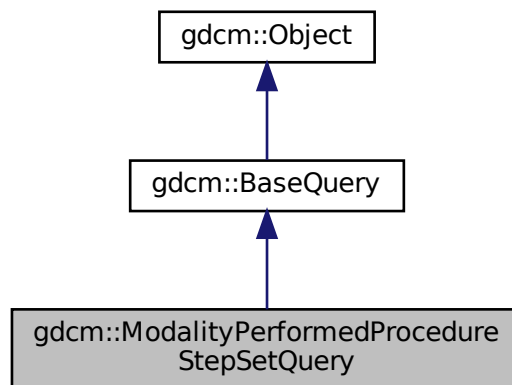 gdcm::Object
gdcm::BaseQuery
gdcm::ModalityPerformedProcedure
StepSetQuery